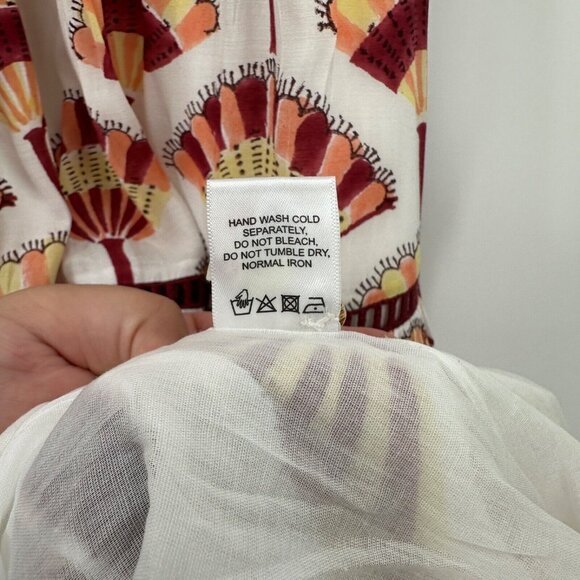 HAND WASH COLD
SEPARATELY,
DO NOT BLEACH,
DO NOT TUMBLE DRY,
NORMAL IRON